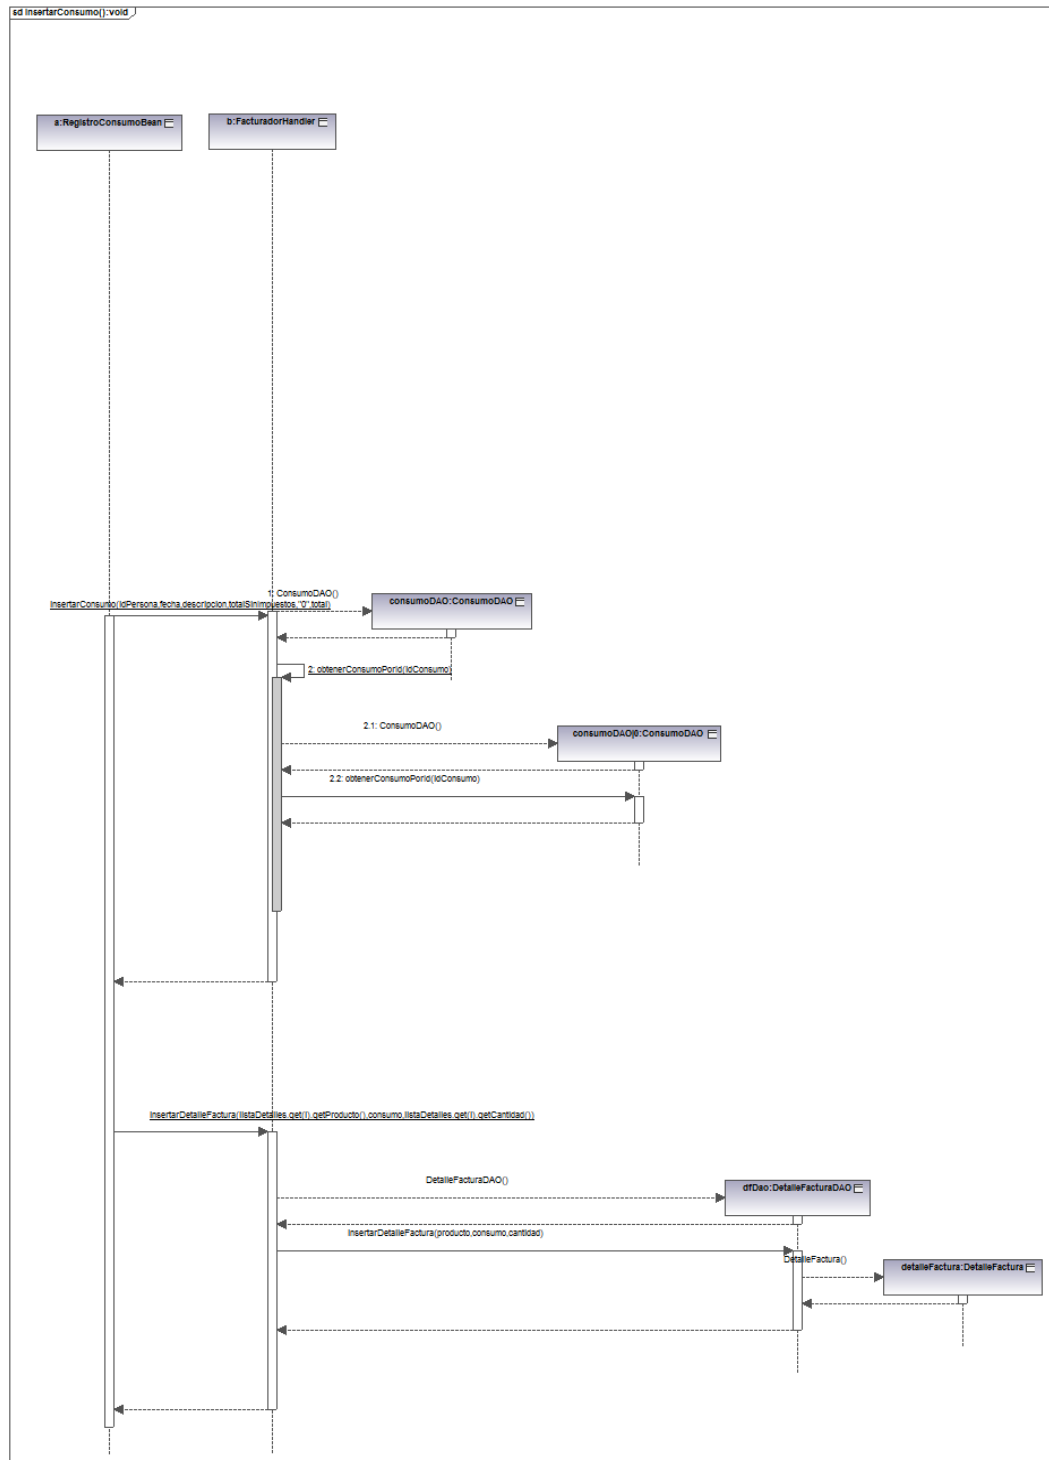 sd InsertarConsumo():void
a:RegistroConsumoBean
b:FacturadorHandler
1: ConsumoDAO()
InsertarConsumo(idPersona,fecha,descripcion,totalSinImpuestos,"0",total)
consumoDAO:ConsumoDAO
2: obtenerConsumoPorId(idConsumo)
2.1: ConsumoDAO()
consumoDAO|0:ConsumoDAO
2.2: obtenerConsumoPorId(idConsumo)
InsertarDetalleFactura(listaDetalles.get(i).getProducto(),consumo,listaDetalles.get(i).getCantidad())
DetalleFacturaDAO()
dfDao:DetalleFacturaDAO
InsertarDetalleFactura(producto,consumo,cantidad)
DetalleFactura()
detalleFactura:DetalleFactura